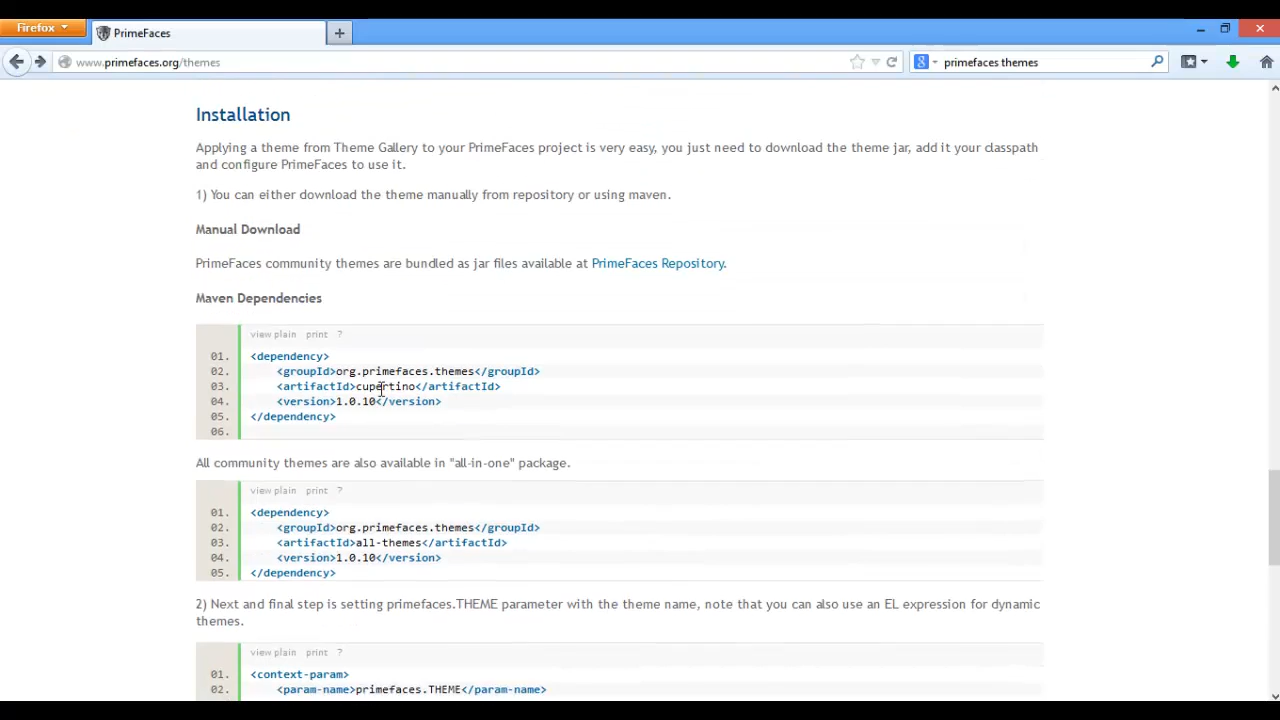 Firefox
PrimeFaces
www.primefaces.org/themes
primefaces themes
Installation
Applying a theme from Theme Gallery to your PrimeFaces project is very easy, you just need to download the theme jar, add it your classpath
and configure PrimeFaces to use it.
1) You can either download the theme manually from repository or using maven.
Manual Download
PrimeFaces community themes are bundled as jar files available at PrimeFaces Repository.
Maven Dependencies
view plain print ?
01. <dependency>
02. <groupId>org.primefaces.themes</groupId>
03. <artifactId>cupertino</artifactId>
04. <version>1.0.10</version>
05. </dependency>
06.
All community themes are also available in "all-in-one" package.
view plain print ?
01. <dependency>
02. <groupId>org.primefaces.themes</groupId>
03. <artifactId>all-themes</artifactId>
04. <version>1.0.10</version>
05. </dependency>
2) Next and final step is setting primefaces.THEME parameter with the theme name, note that you can also use an EL expression for dynamic
themes.
view plain print ?
01. <context-param>
02. <param-name>primefaces.THEME</param-name>